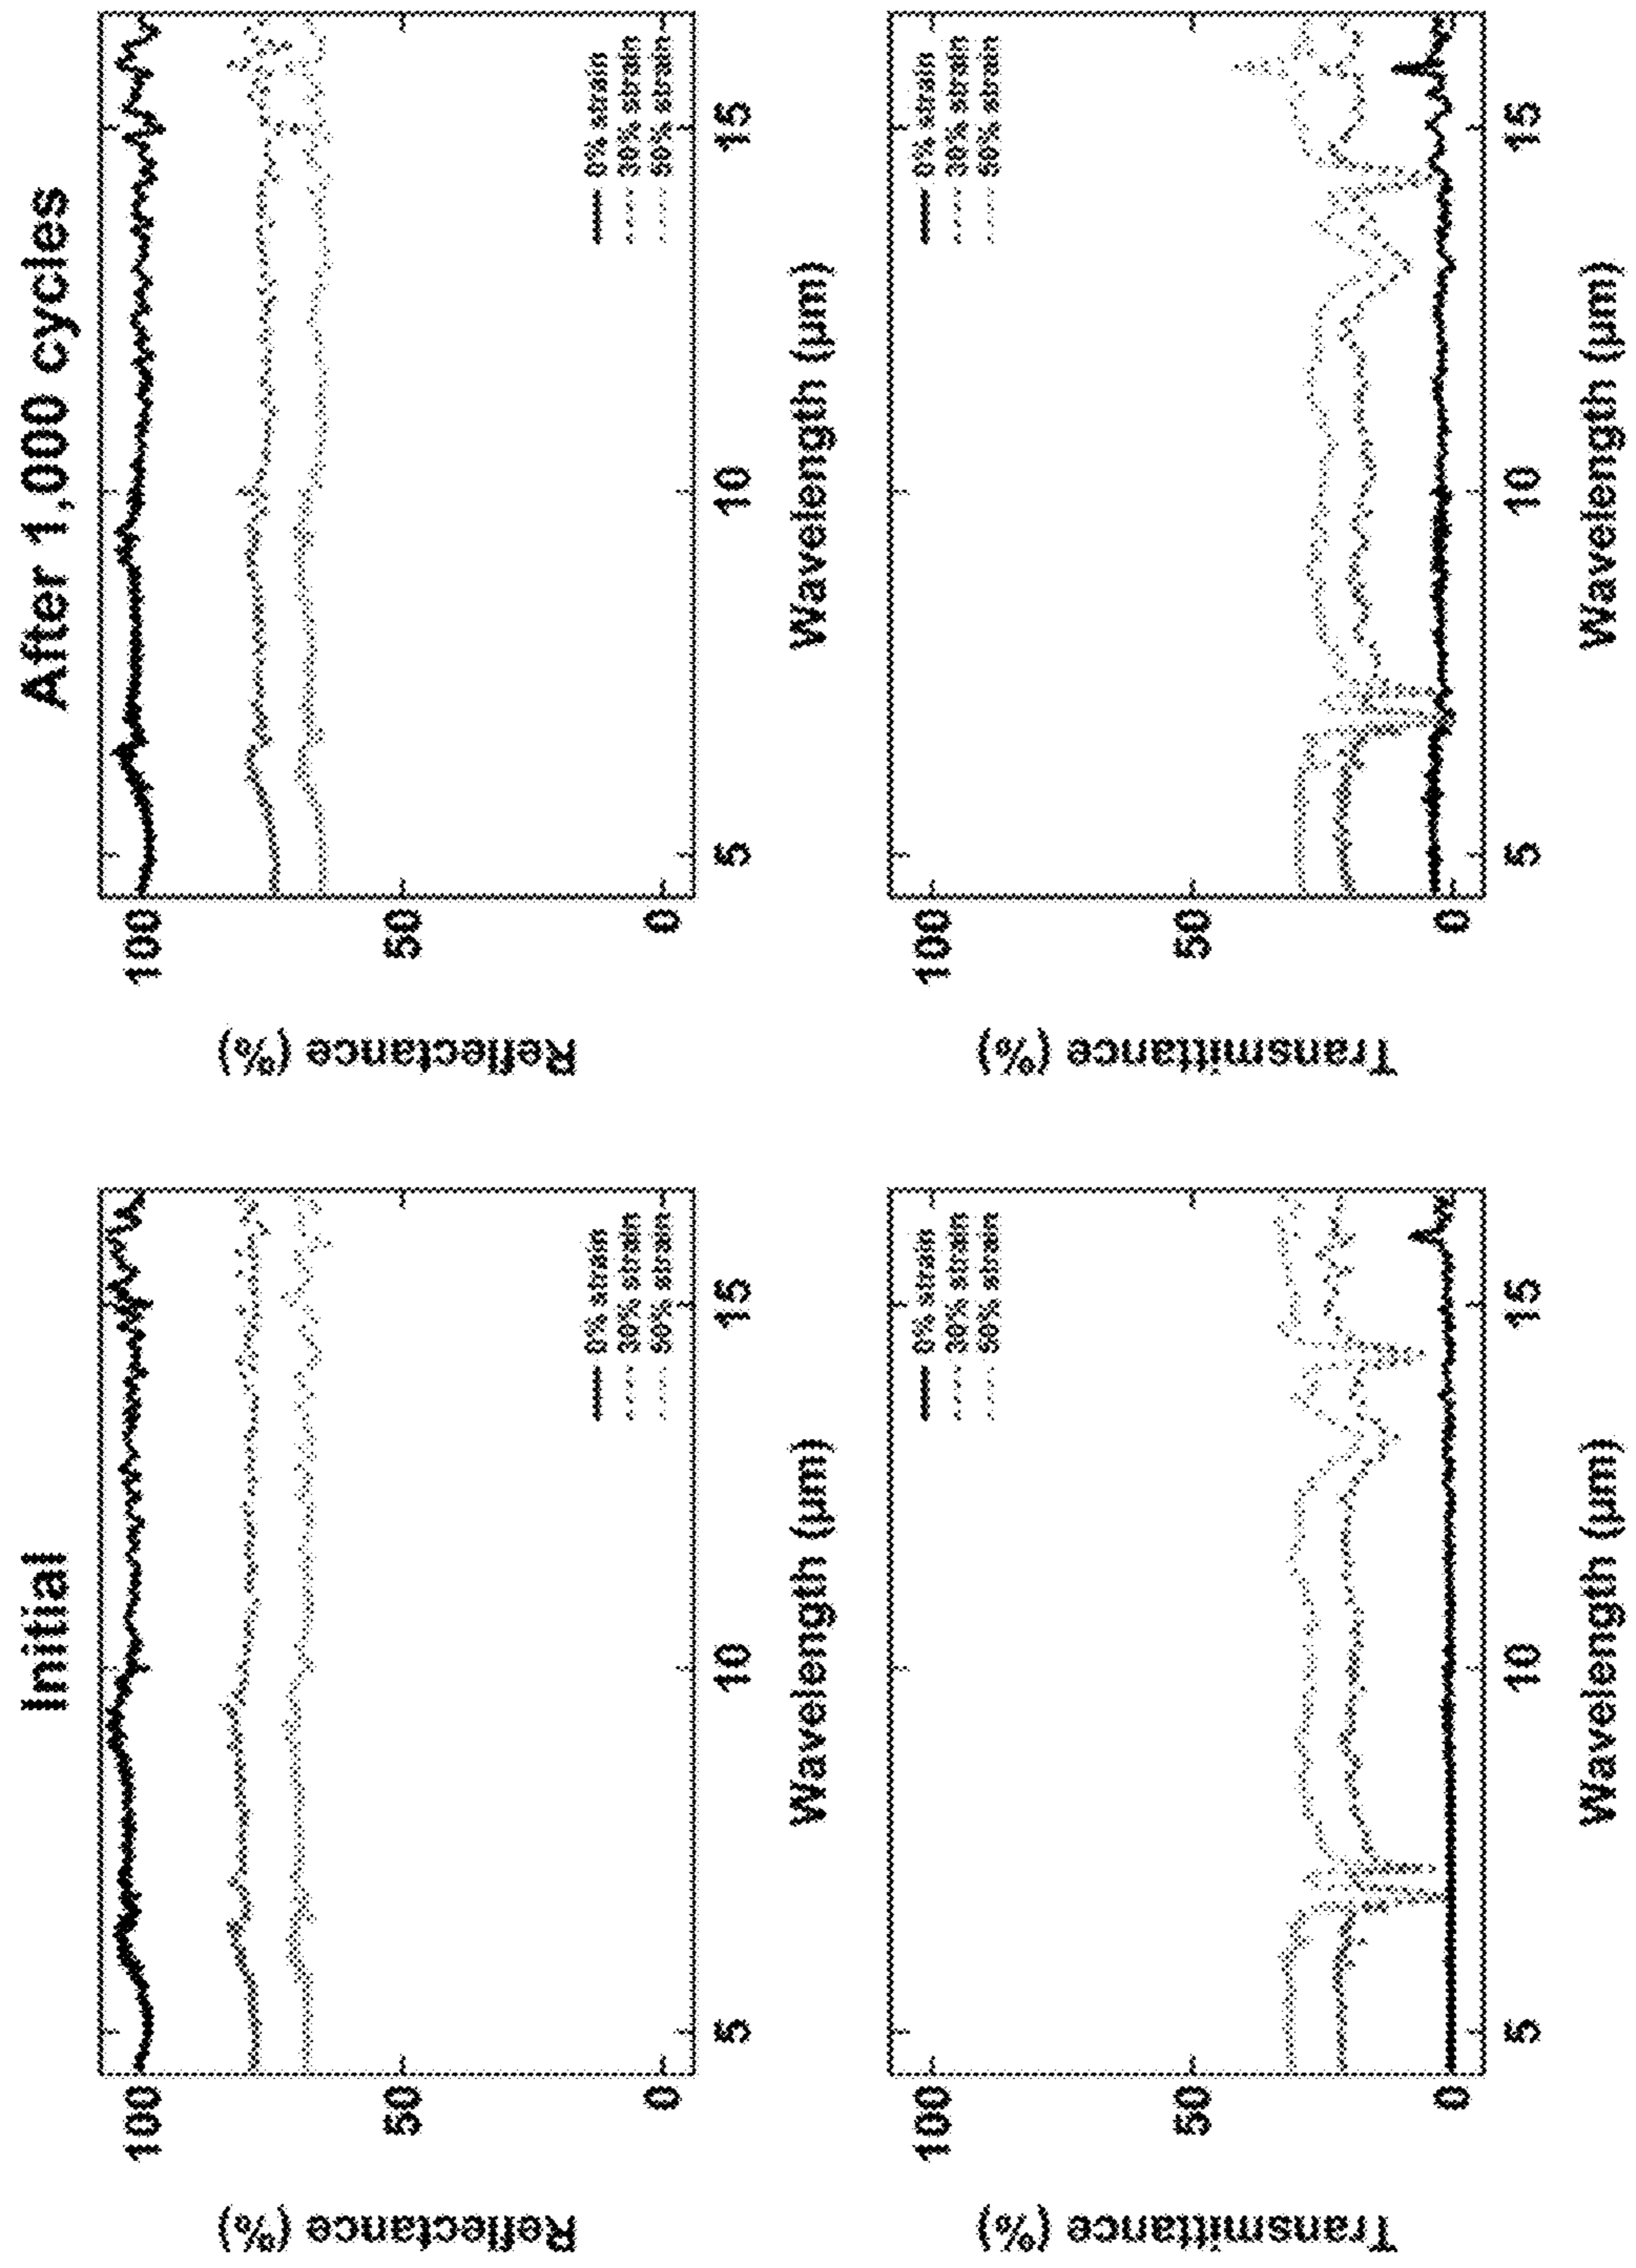 Initial
Reflectance (%)
100
50
0
0% strain
30% strain
50% strain
5
10
15
Wavelength (µm)
After 1,000 cycles
Reflectance (%)
100
50
0
0% strain
30% strain
50% strain
5
10
15
Wavelength (µm)
Transmittance (%)
100
50
0
0% strain
30% strain
50% strain
5
10
15
Wavelength (µm)
Transmittance (%)
100
50
0
0% strain
30% strain
50% strain
5
10
15
Wavelength (µm)